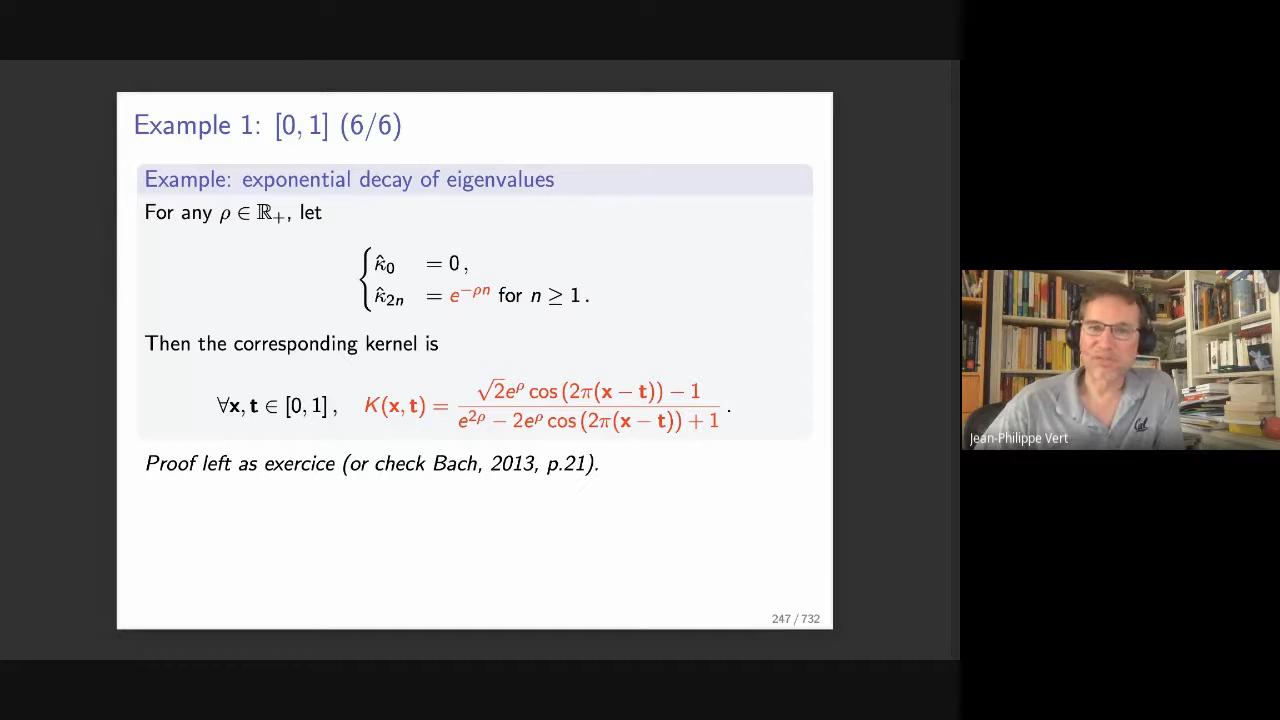 Example 1: [0, 1] (6/6)
Example: exponential decay of eigenvalues
For any ρ ∈ ℝ₊, let
κ̂₀ = 0 ,
κ̂₂ₙ = e^{−ρn} for n ≥ 1 .
Then the corresponding kernel is
∀x, t ∈ [0, 1] , K(x, t) = (√2e^ρ cos (2π(x − t)) − 1) / (e^{2ρ} − 2e^ρ cos (2π(x − t)) + 1) .
Proof left as exercice (or check Bach, 2013, p.21).
247 / 732
Jean-Philippe Vert
Cal